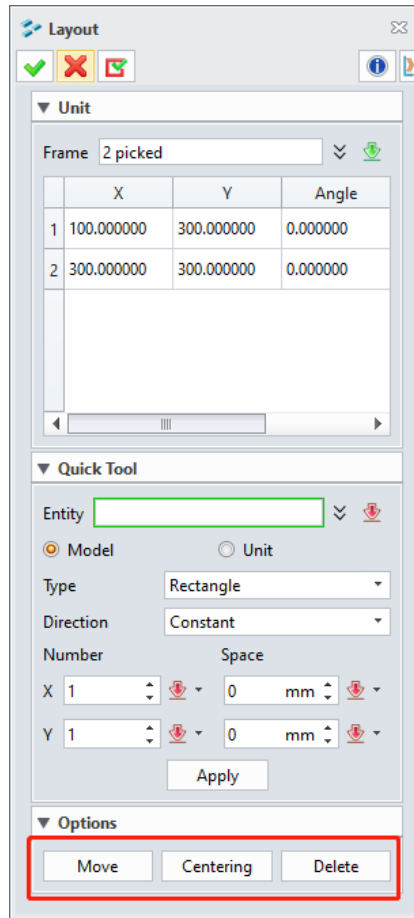 Layout
Unit
Frame 2 picked
X Y Angle
1 100.000000 300.000000 0.000000
2 300.000000 300.000000 0.000000
Quick Tool
Entity
Model Unit
Type Rectangle
Direction Constant
Number Space
X 1 0 mm
Y 1 0 mm
Apply
Options
Move Centering Delete